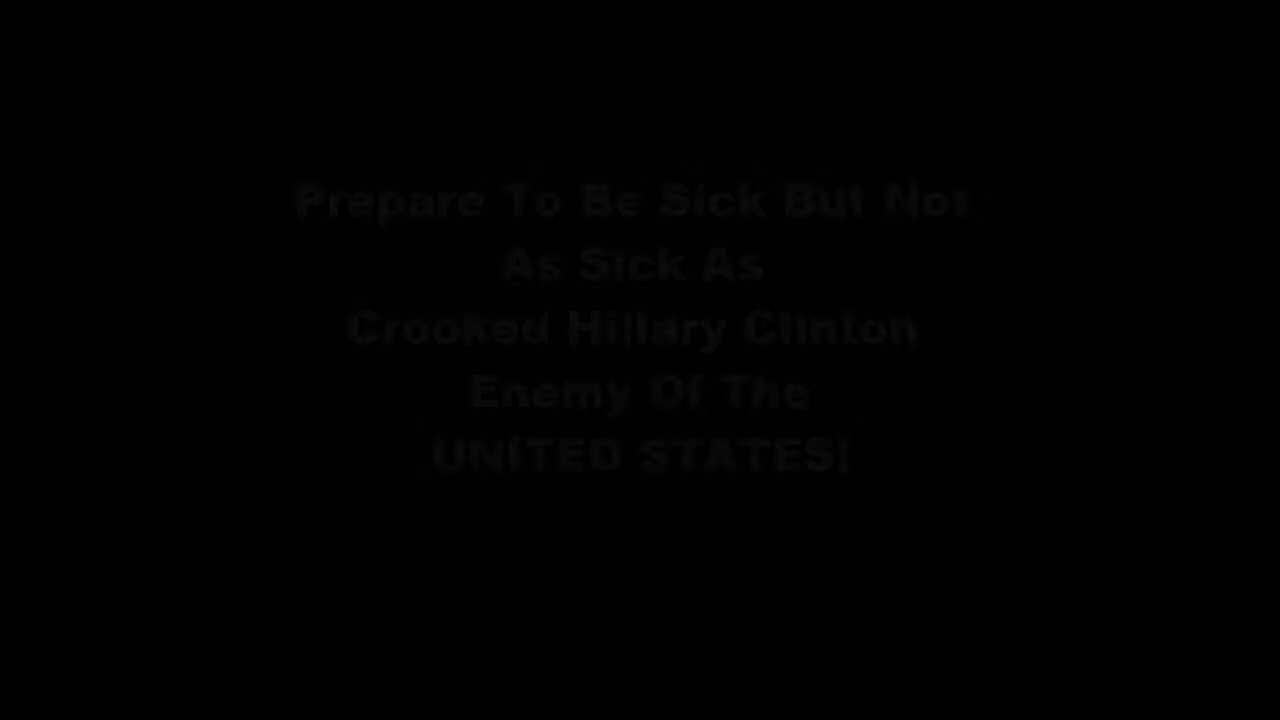 Prepare To Be Sick But Not
As Sick As
Crooked Hillary Clinton
Enemy Of The
UNITED STATES!